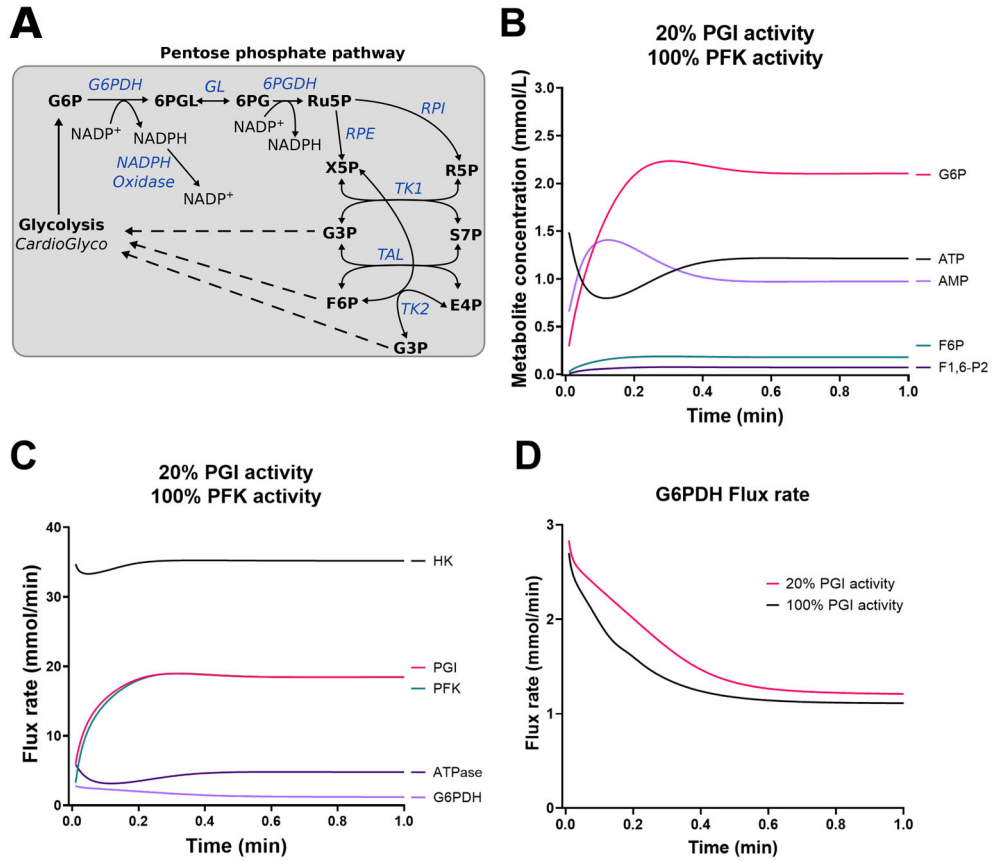 A
Pentose phosphate pathway
G6PDH
GL
6PGDH
G6P
6PGL
6PG
Ru5P
RPI
NADP+
NADPH
NADP+
NADPH
RPE
NADPH
Oxidase
NADP+
X5P
R5P
TK1
Glycolysis
CardioGlyco
G3P
S7P
TAL
F6P
E4P
TK2
G3P
B
20% PGI activity
100% PFK activity
Metabolite concentration (mmol/L)
3.0
2.5
2.0
1.5
1.0
0.5
0.0
G6P
ATP
AMP
F6P
F1,6-P2
0.0 0.2 0.4 0.6 0.8 1.0
Time (min)
C
20% PGI activity
100% PFK activity
Flux rate (mmol/min)
40
30
20
10
0
HK
PGI
PFK
ATPase
G6PDH
0.0 0.2 0.4 0.6 0.8 1.0
Time (min)
D
G6PDH Flux rate
Flux rate (mmol/min)
3
2
1
0
20% PGI activity
100% PGI activity
0.0 0.2 0.4 0.6 0.8 1.0
Time (min)